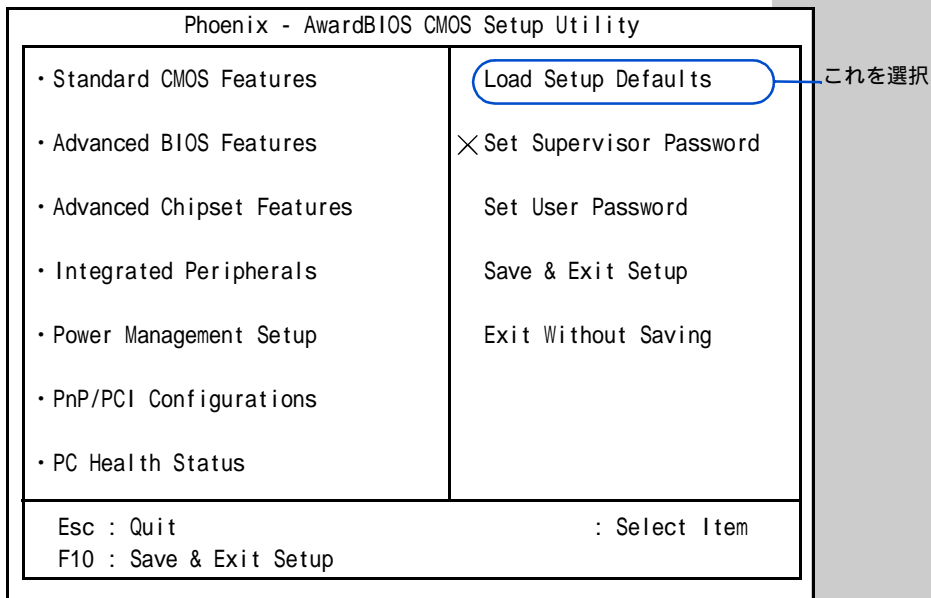 Phoenix - AwardBIOS CMOS Setup Utility
・Standard CMOS Features
・Advanced BIOS Features
・Advanced Chipset Features
・Integrated Peripherals
・Power Management Setup
・PnP/PCI Configurations
・PC Health Status
Load Setup Defaults
これを選択
×Set Supervisor Password
Set User Password
Save & Exit Setup
Exit Without Saving
Esc : Quit
: Select Item
F10 : Save & Exit Setup